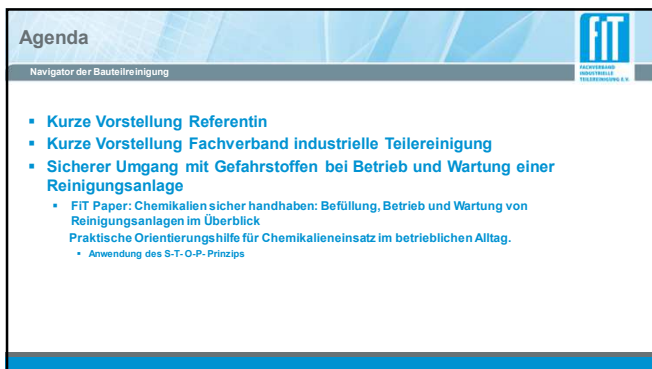 Agenda
FiT
FACHVERBAND
INDUSTRIELLE
TEILEREINIGUNG E.V.
Navigator der Bauteilreinigung
▪ Kurze Vorstellung Referentin
▪ Kurze Vorstellung Fachverband industrielle Teilereinigung
▪ Sicherer Umgang mit Gefahrstoffen bei Betrieb und Wartung einer
Reinigungsanlage
▪ FiT Paper: Chemikalien sicher handhaben: Befüllung, Betrieb und Wartung von
Reinigungsanlagen im Überblick
Praktische Orientierungshilfe für Chemikalieneinsatz im betrieblichen Alltag.
▪ Anwendung des S-T-O-P-Prinzips